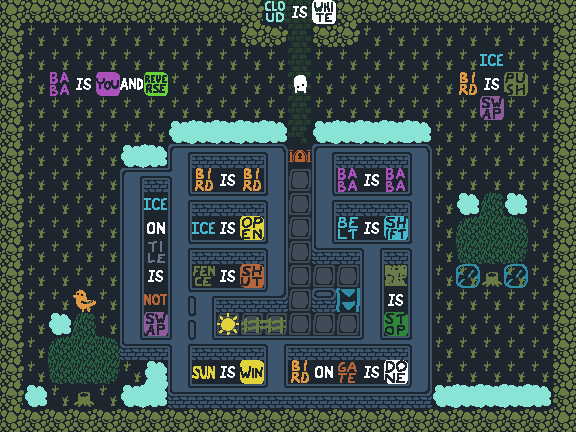 CLOUD IS WHITE
BABA IS YOU AND REVERSE
ICE
BIRD IS PUSH
SWAP
BIRD IS BIRD
BABA IS BABA
ICE IS OPEN
BELT IS SHIFT
FENCE IS SHUT
ICE
ON
TILE
IS
NOT
SWAP
IS
STOP
SUN IS WIN
BIRD ON GATE IS DONE